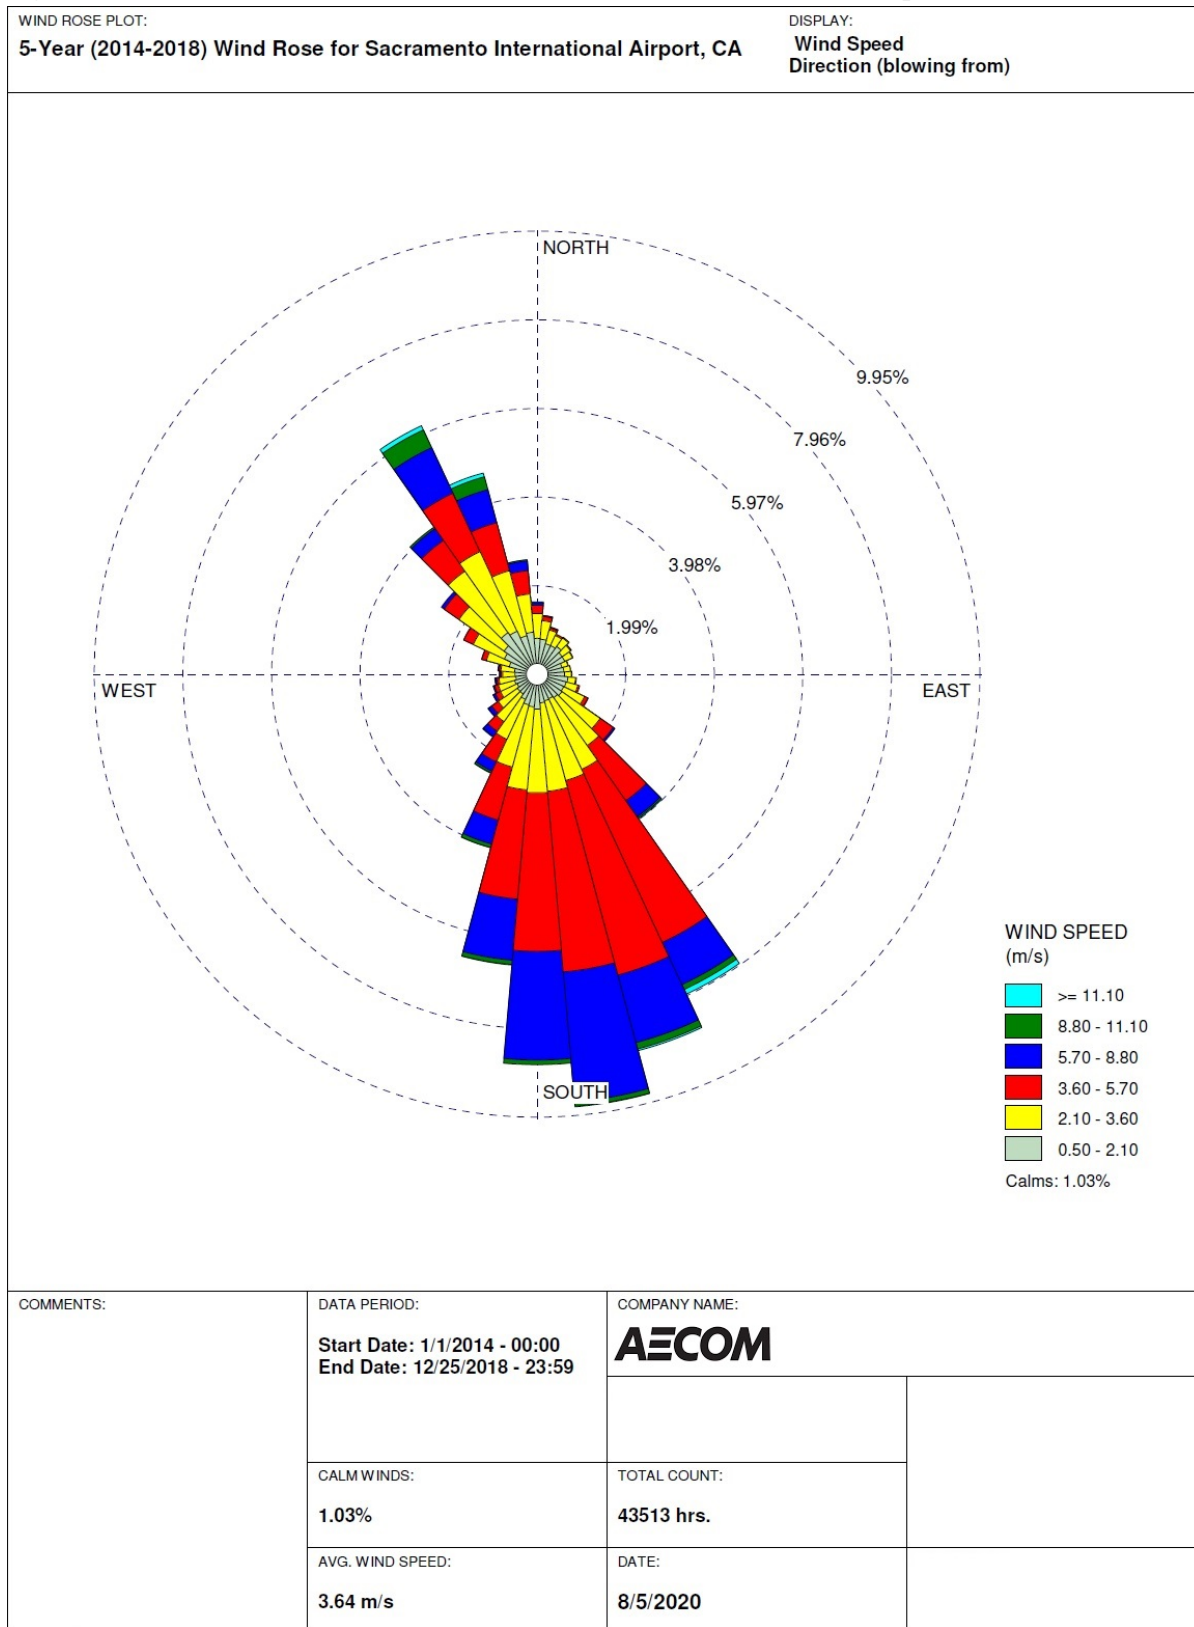 WIND ROSE PLOT:
5-Year (2014-2018) Wind Rose for Sacramento International Airport, CA
DISPLAY:
Wind Speed
Direction (blowing from)
NORTH
9.95%
7.96%
5.97%
3.98%
1.99%
WEST
EAST
SOUTH
WIND SPEED
(m/s)
>= 11.10
8.80 - 11.10
5.70 - 8.80
3.60 - 5.70
2.10 - 3.60
0.50 - 2.10
Calms: 1.03%
COMMENTS:
DATA PERIOD:
Start Date: 1/1/2014 - 00:00
End Date: 12/25/2018 - 23:59
COMPANY NAME:
AECOM
CALM WINDS:
1.03%
TOTAL COUNT:
43513 hrs.
AVG. WIND SPEED:
3.64 m/s
DATE:
8/5/2020